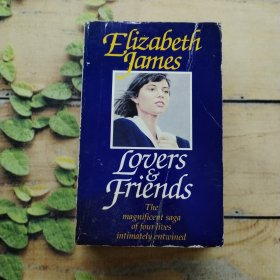 Elizabeth
James
Lovers
&
Friends
The
magnificent saga
of four lives
intimately entwined